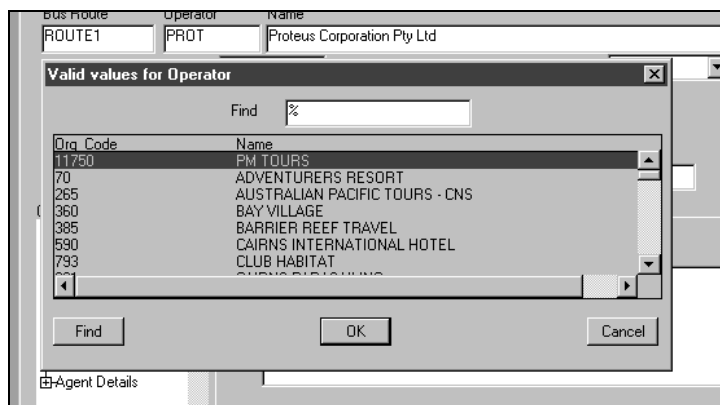 Bus Route Operator Name
ROUTE1 PROT Proteus Corporation Pty Ltd
Valid values for Operator
Find %
Org Code Name
11750 PM TOURS
70 ADVENTURERS RESORT
265 AUSTRALIAN PACIFIC TOURS - CNS
360 BAY VILLAGE
385 BARRIER REEF TRAVEL
590 CAIRNS INTERNATIONAL HOTEL
793 CLUB HABITAT
Find OK Cancel
Agent Details